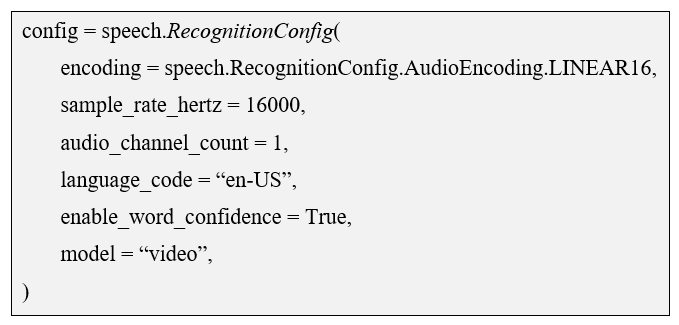 config = speech.RecognitionConfig(
encoding = speech.RecognitionConfig.AudioEncoding.LINEAR16,
sample_rate_hertz = 16000,
audio_channel_count = 1,
language_code = “en-US”,
enable_word_confidence = True,
model = “video”,
)